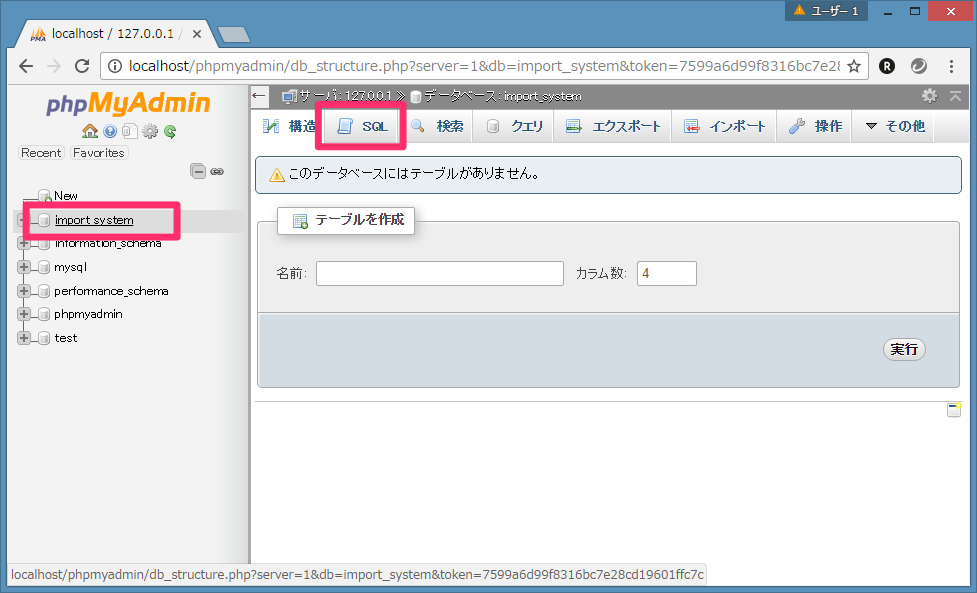 ユーザー 1
localhost / 127.0.0.1 /
localhost/phpmyadmin/db_structure.php?server=1&db=import_system&token=7599a6d99f8316bc7e28
phpMyAdmin
Recent Favorites
New
import system
information_schema
mysql
performance_schema
phpmyadmin
test
サーバ: 127.0.0.1 » データベース: import_system
構造 SQL 検索 クエリ エクスポート インポート 操作 その他
このデータベースにはテーブルがありません。
テーブルを作成
名前: カラム数: 4
実行
localhost/phpmyadmin/db_structure.php?server=1&db=import_system&token=7599a6d99f8316bc7e28cd19601ffc7c